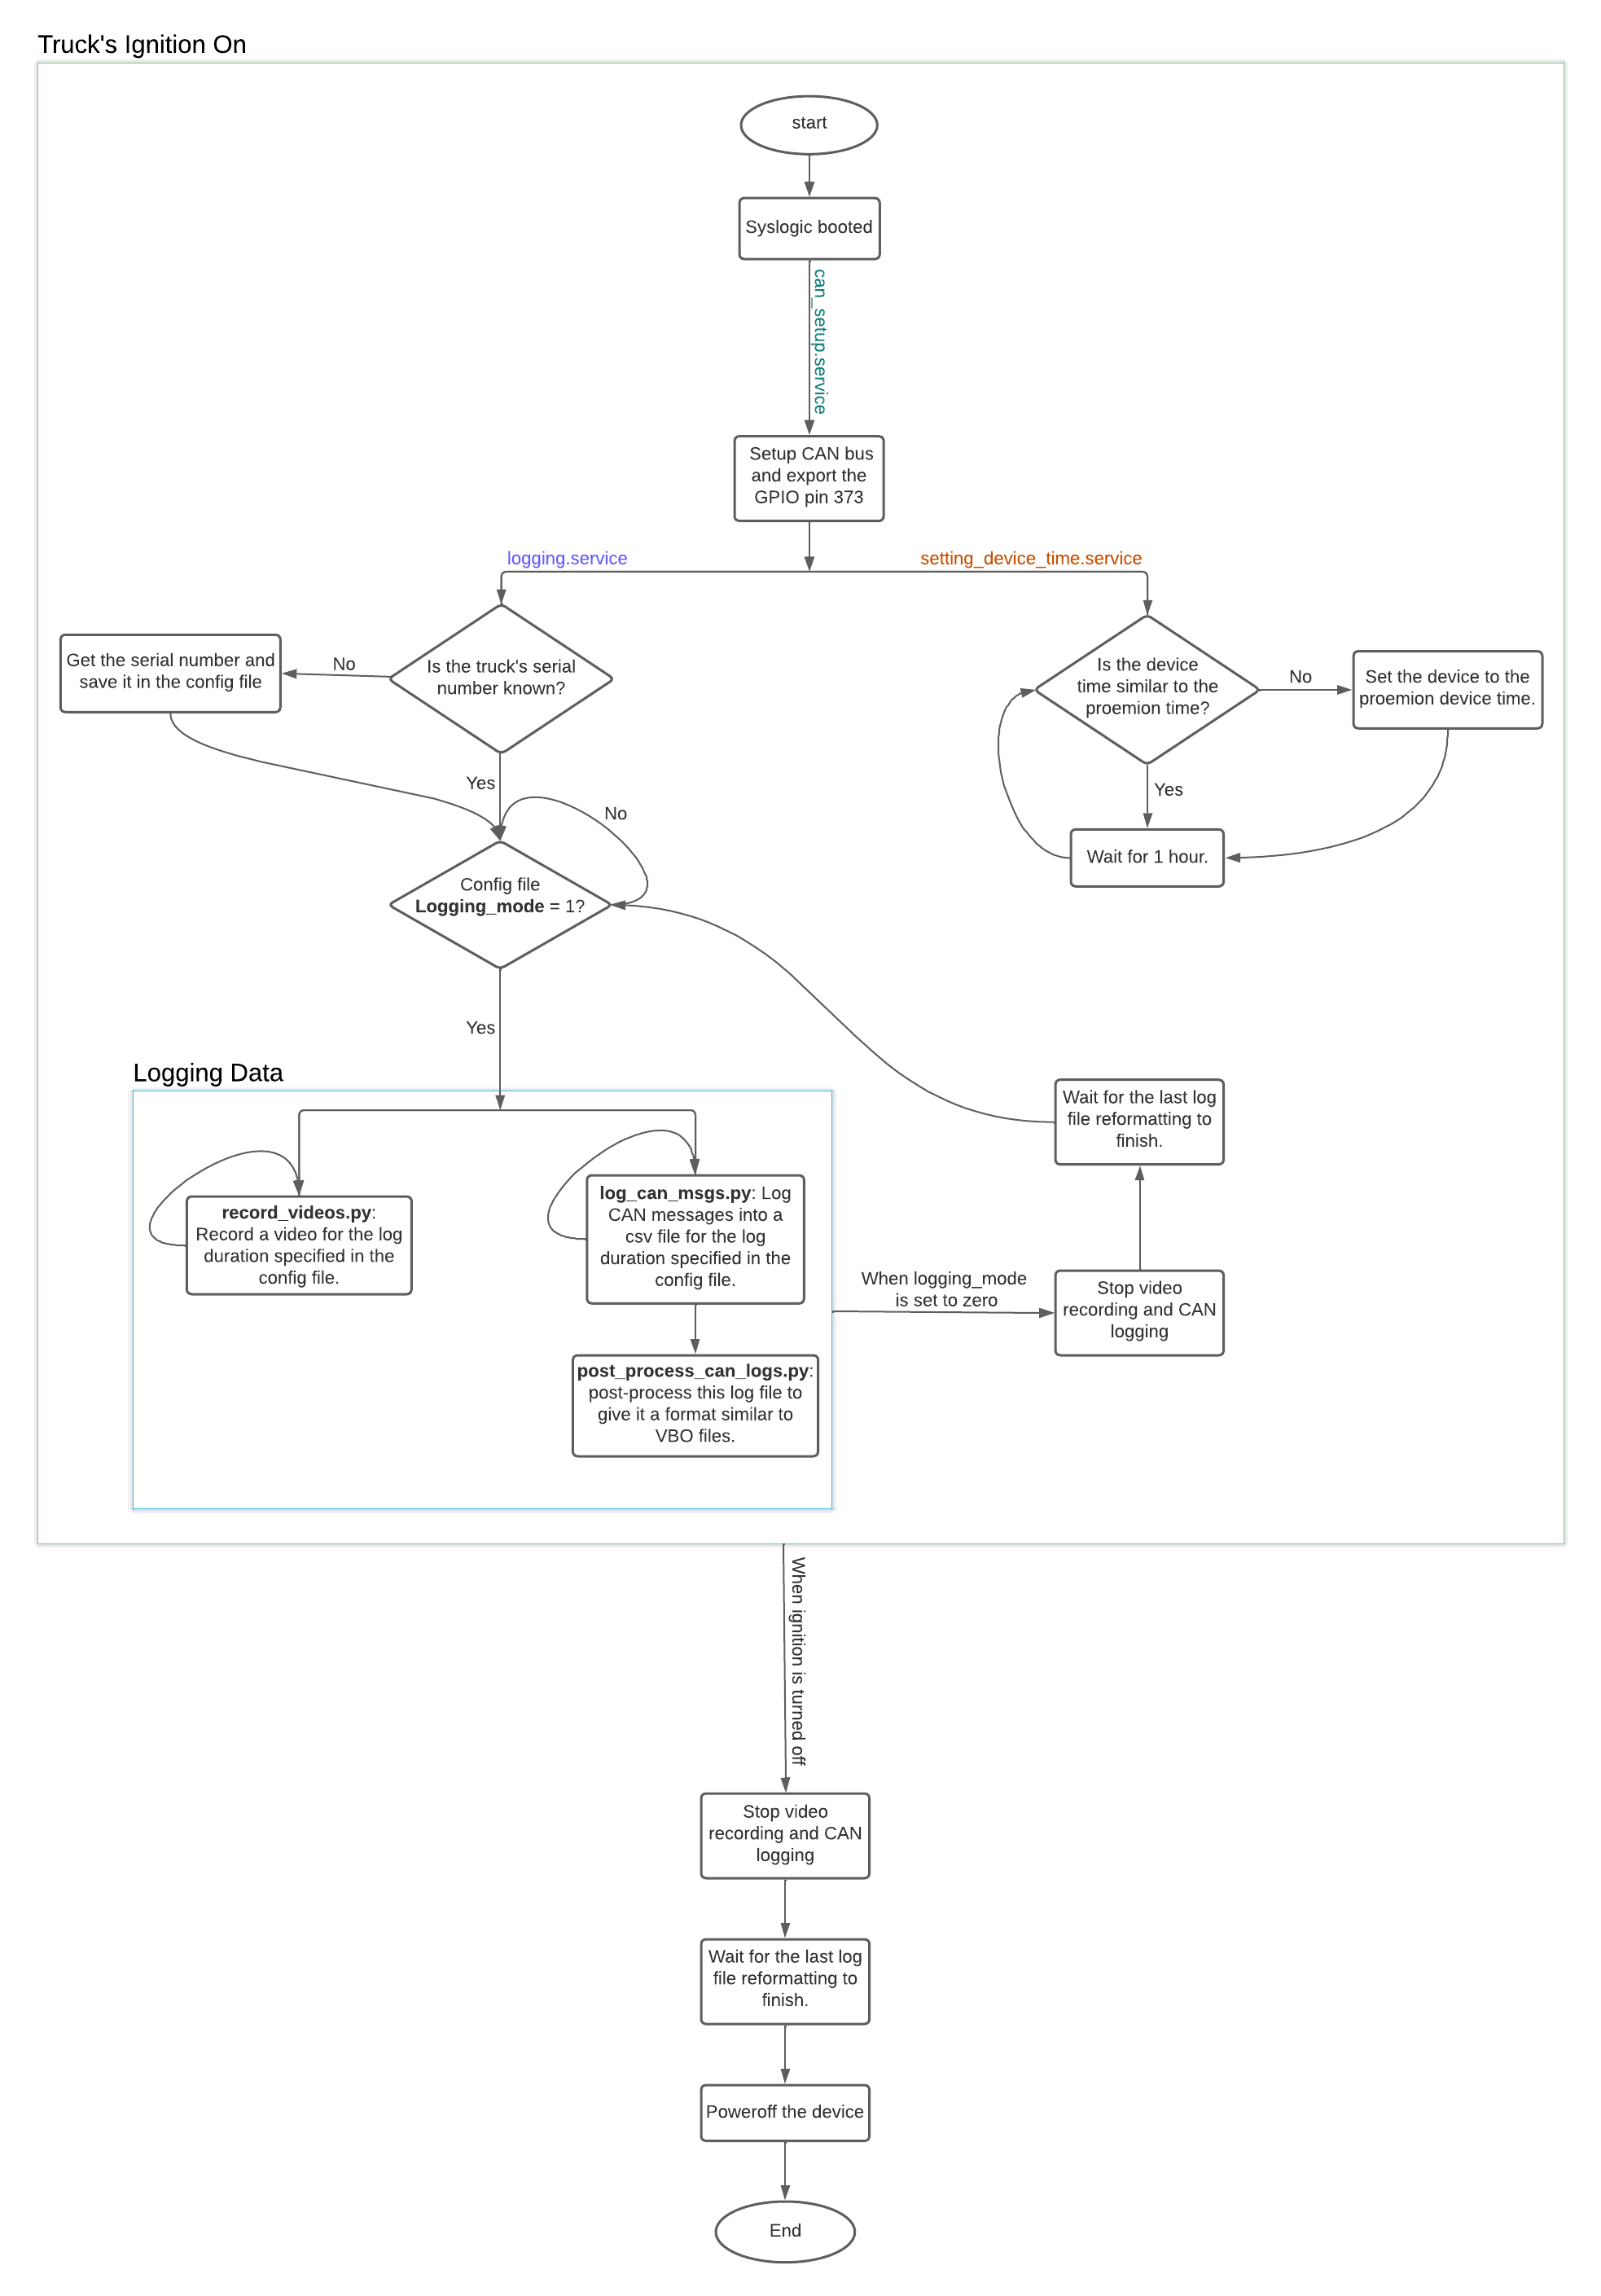 Truck's Ignition On
start
Syslogic booted
can_setup.service
Setup CAN bus
and export the
GPIO pin 373
logging.service
setting_device_time.service
Get the serial number and
save it in the config file
No
Is the truck's serial
number known?
Is the device
time similar to the
proemion time?
No
Set the device to the
proemion device time.
Yes
Yes
No
Wait for 1 hour.
Config file
Logging_mode = 1?
Yes
Logging Data
Wait for the last log
file reformatting to
finish.
record_videos.py:
Record a video for the log
duration specified in the
config file.
log_can_msgs.py: Log
CAN messages into a
csv file for the log
duration specified in the
config file.
When logging_mode
is set to zero
Stop video
recording and CAN
logging
post_process_can_logs.py:
post-process this log file to
give it a format similar to
VBO files.
When ignition is turned off
Stop video
recording and CAN
logging
Wait for the last log
file reformatting to
finish.
Poweroff the device
End